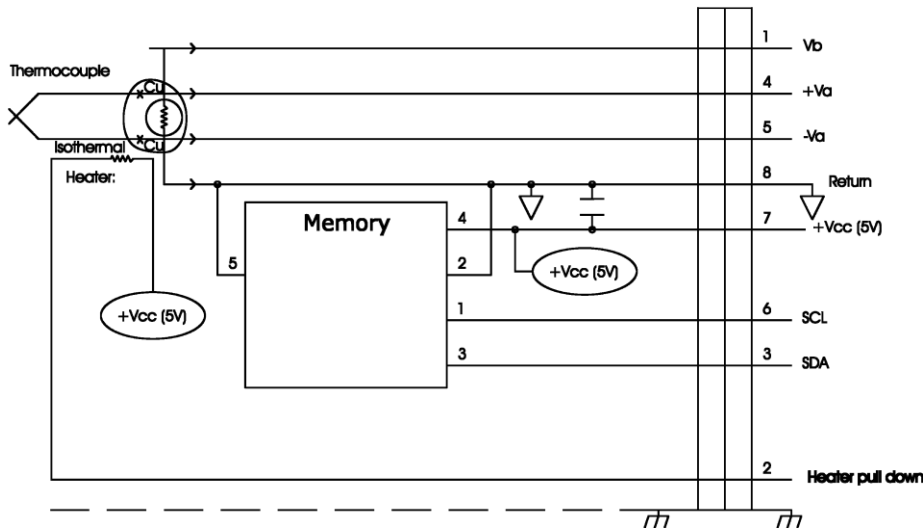 1 Vb
Thermocouple
Cu
4 +Va
5 -Va
Cu
Isothermal
Heater:
8 Return
Memory
4
7 +Vcc (5V)
5
2
+Vcc (5V)
+Vcc (5V)
1
6 SCL
3
3 SDA
2 Heater pull down